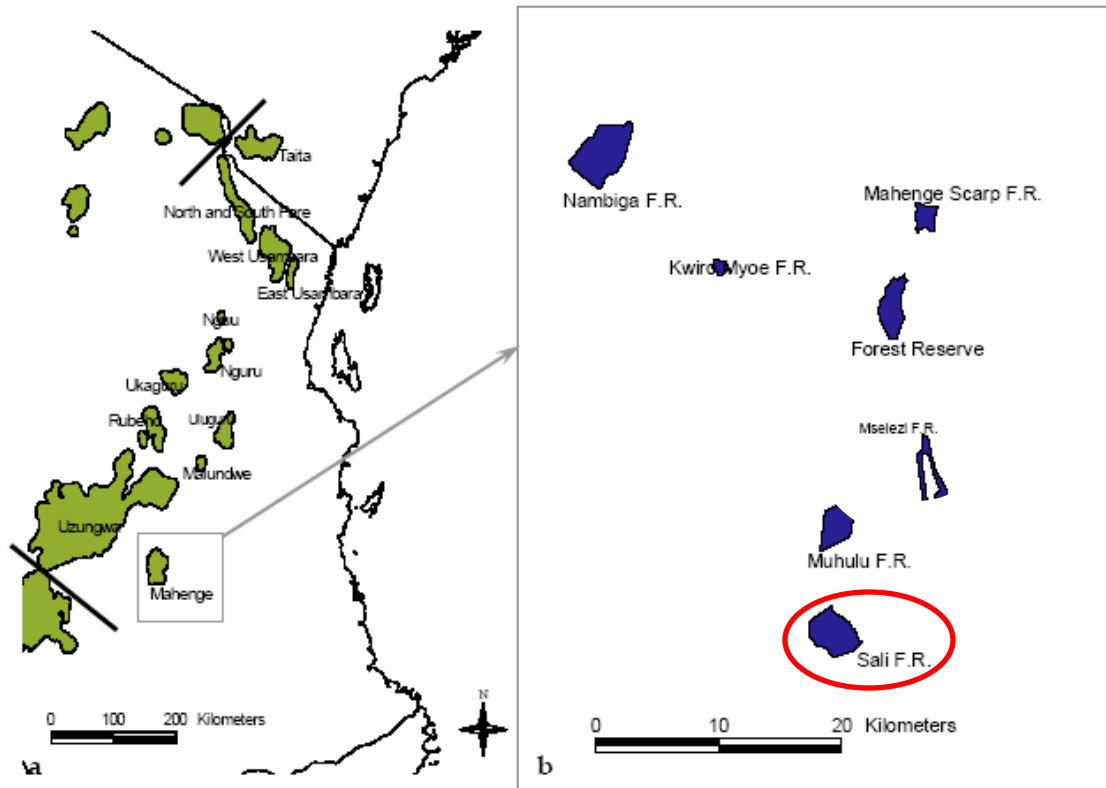 Taita
North and South Pare
West Usambara
East Usambara
Nguu
Nguru
Ukaguru
Rubeho
Uluguru
Malundwe
Uzungwa
Mahenge
0 100 200 Kilometers
N
a
Nambiga F.R.
Mahenge Scarp F.R.
Kwiro Myoe F.R.
Forest Reserve
Mselezi F.R.
Muhulu F.R.
Sali F.R.
0 10 20 Kilometers
b